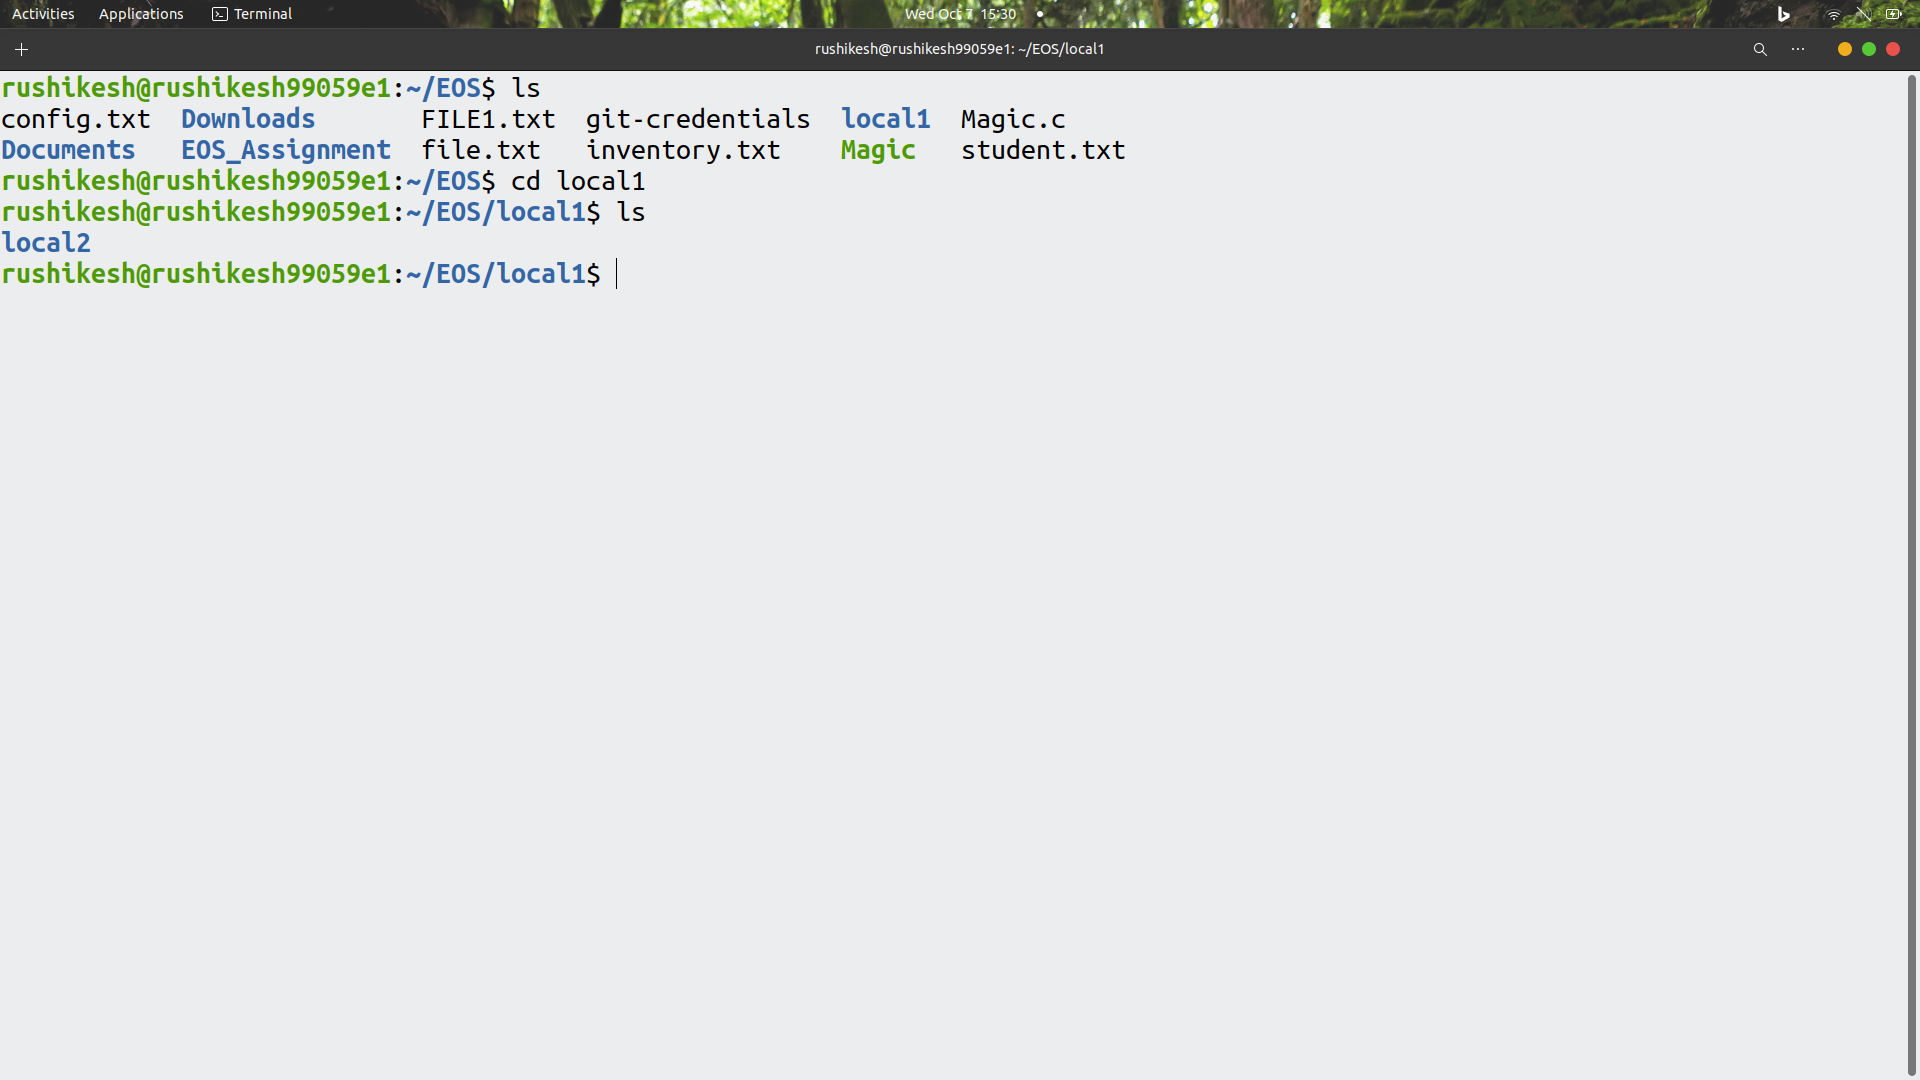 Activities Applications Terminal Wed Oct 7 15:30
rushikesh@rushikesh99059e1: ~/EOS/local1
rushikesh@rushikesh99059e1:~/EOS$ ls
config.txt Downloads FILE1.txt git-credentials local1 Magic.c
Documents EOS_Assignment file.txt inventory.txt Magic student.txt
rushikesh@rushikesh99059e1:~/EOS$ cd local1
rushikesh@rushikesh99059e1:~/EOS/local1$ ls
local2
rushikesh@rushikesh99059e1:~/EOS/local1$